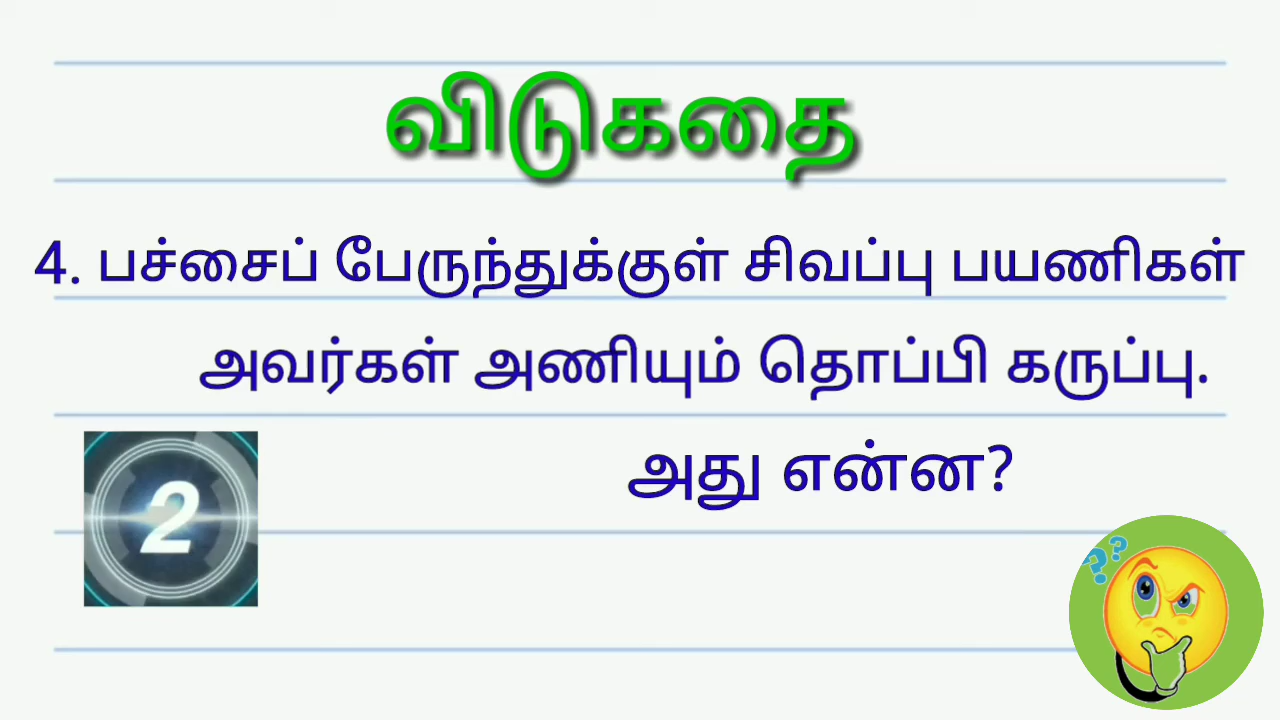 விடுகதை
4. பச்சைப் பேருந்துக்குள் சிவப்பு பயணிகள்
அவர்கள் அணியும் தொப்பி கருப்பு.
அது என்ன?
2
??